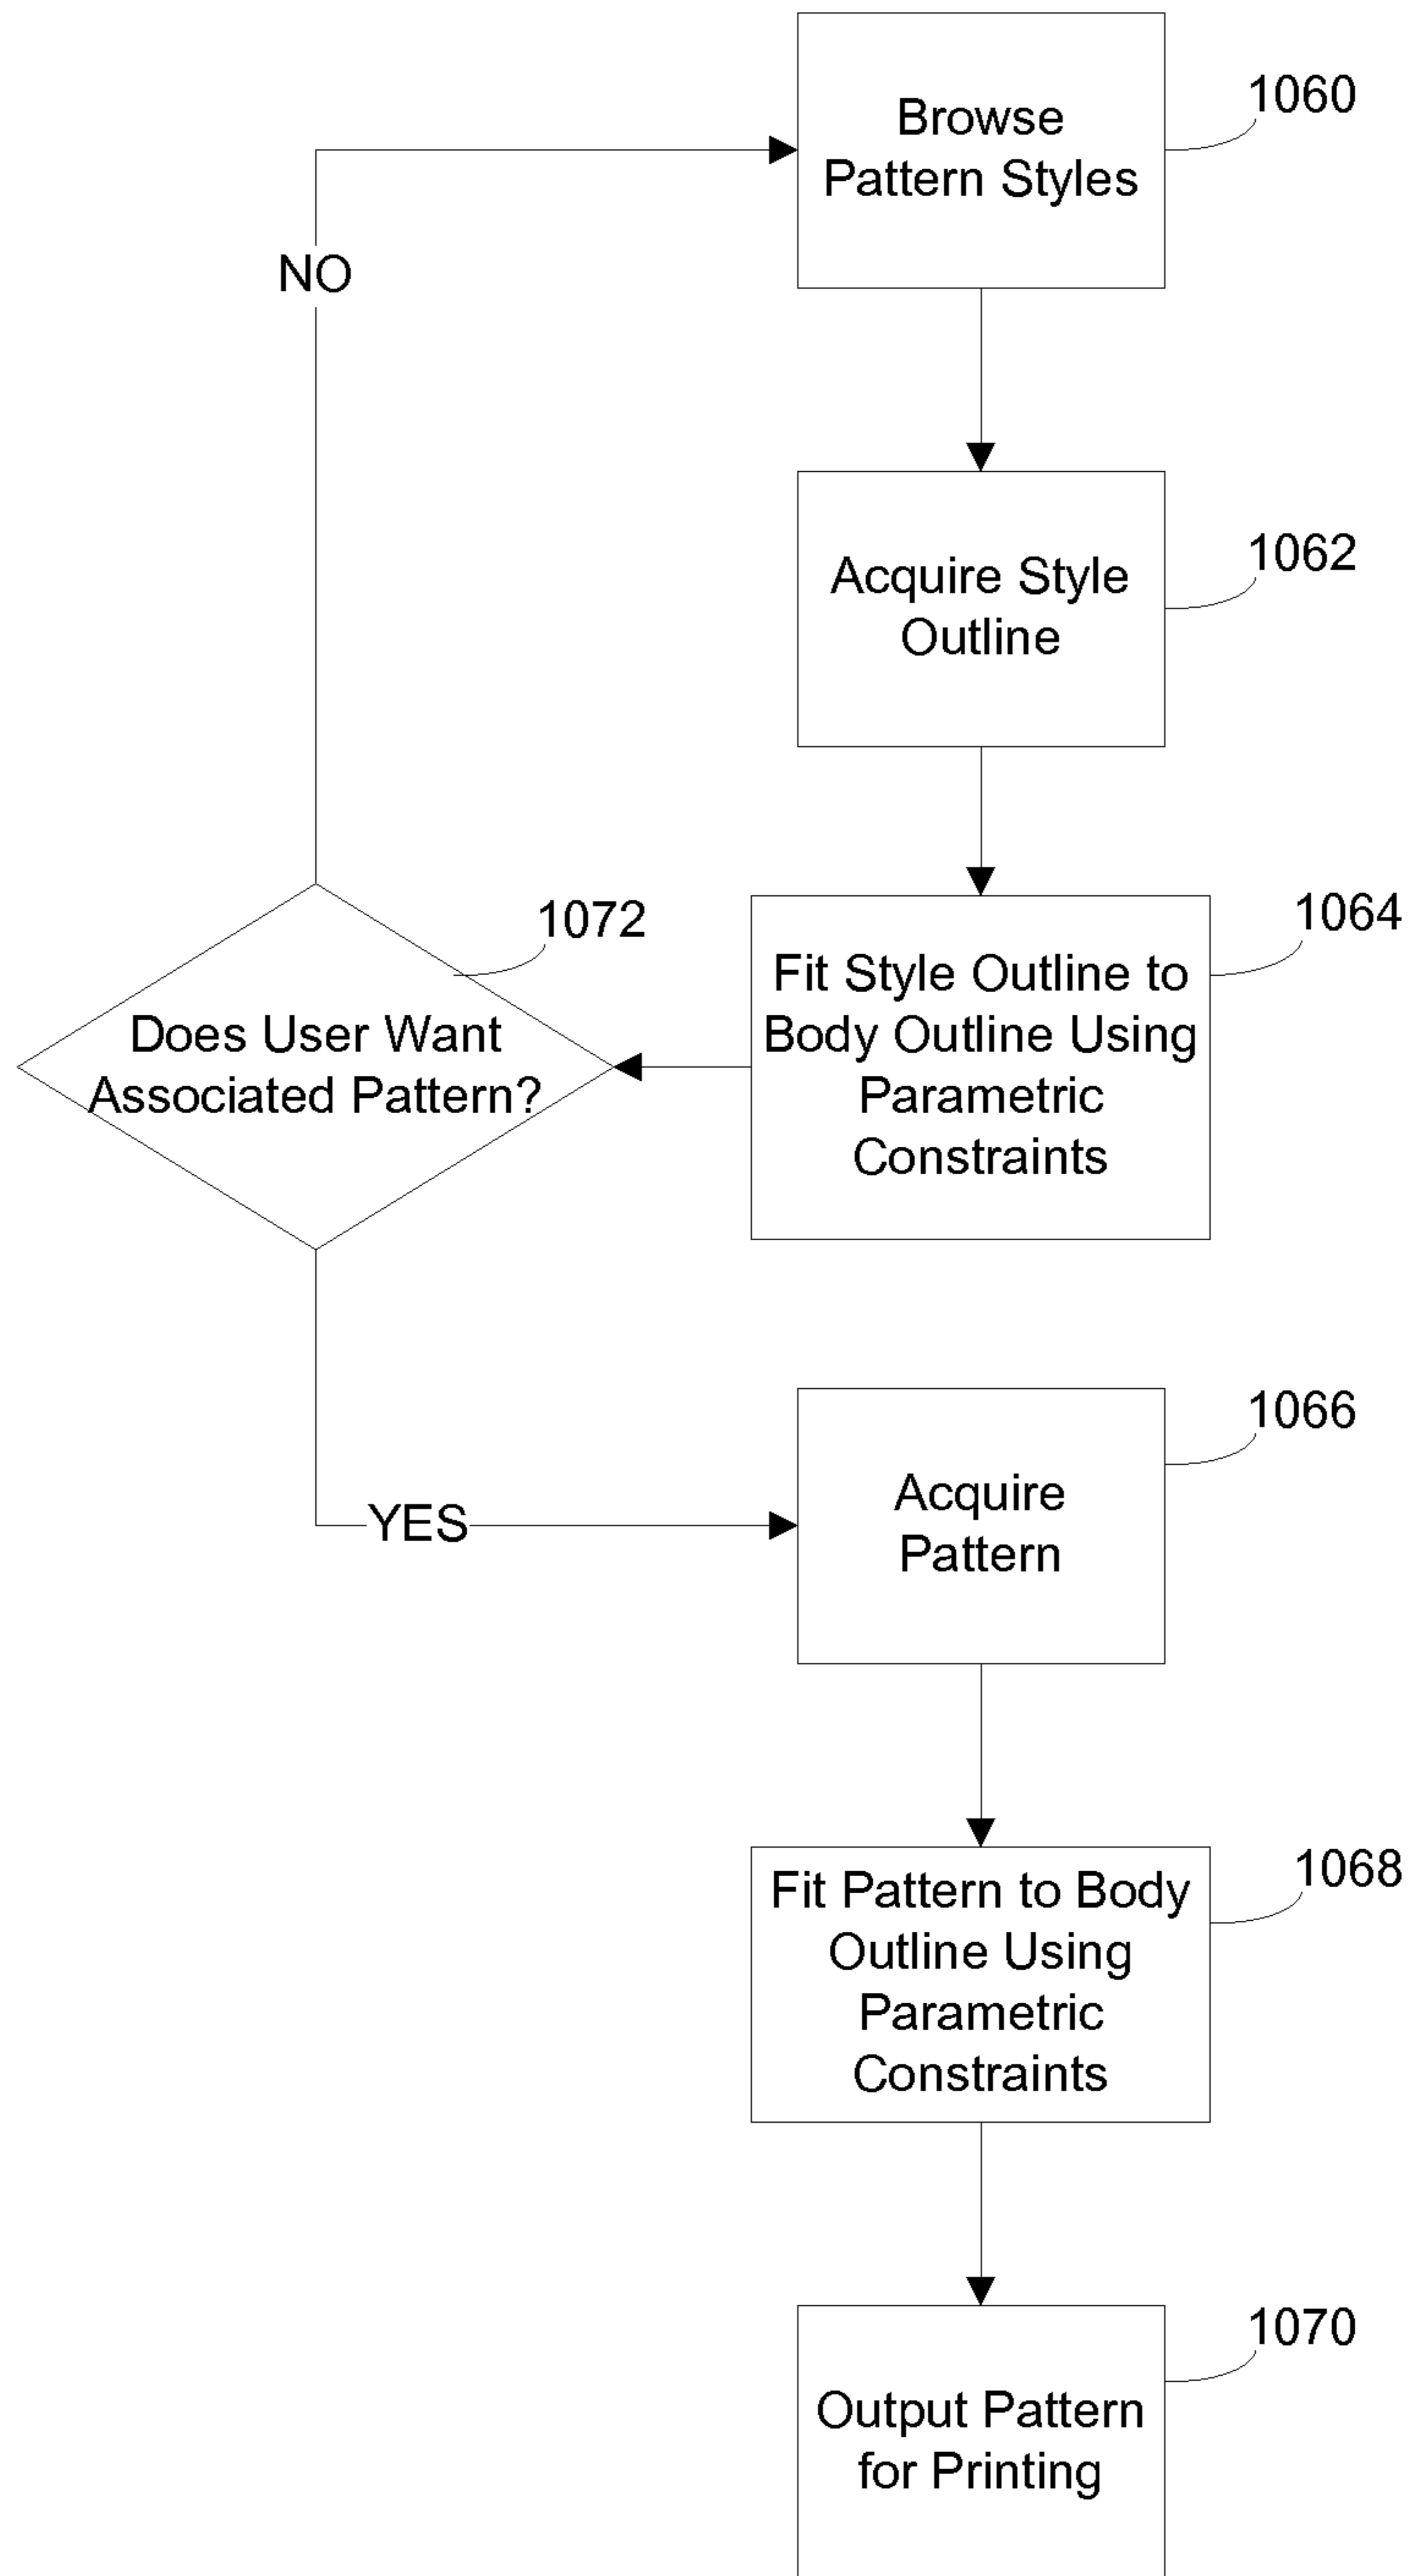 Browse
Pattern Styles
1060
NO
Acquire Style
Outline
1062
Fit Style Outline to
Body Outline Using
Parametric
Constraints
1064
Does User Want
Associated Pattern?
1072
YES
Acquire
Pattern
1066
Fit Pattern to Body
Outline Using
Parametric
Constraints
1068
Output Pattern
for Printing
1070